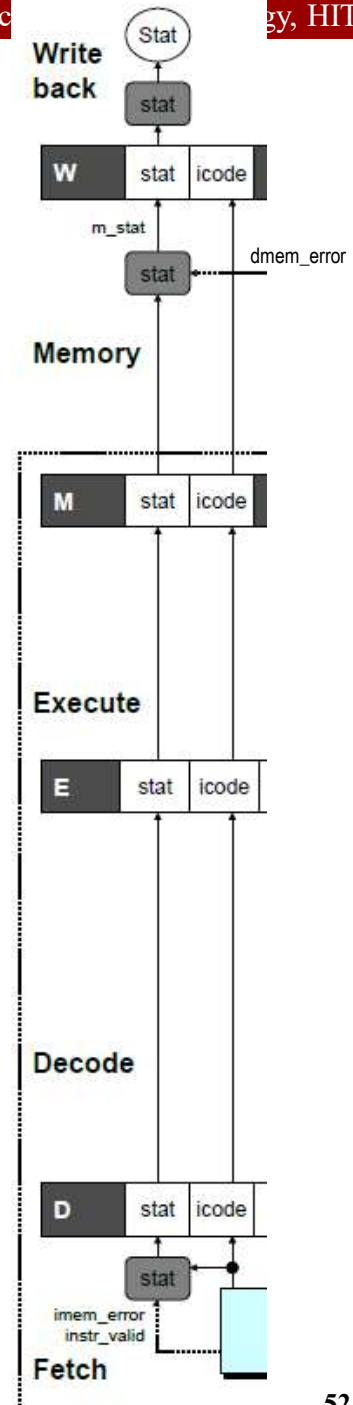 gy, HIT
Stat
Write
back
stat
W stat icode
m_stat
stat
dmem_error
Memory
M stat icode
Execute
E stat icode
Decode
D stat icode
stat
imem_error
instr_valid
Fetch
52